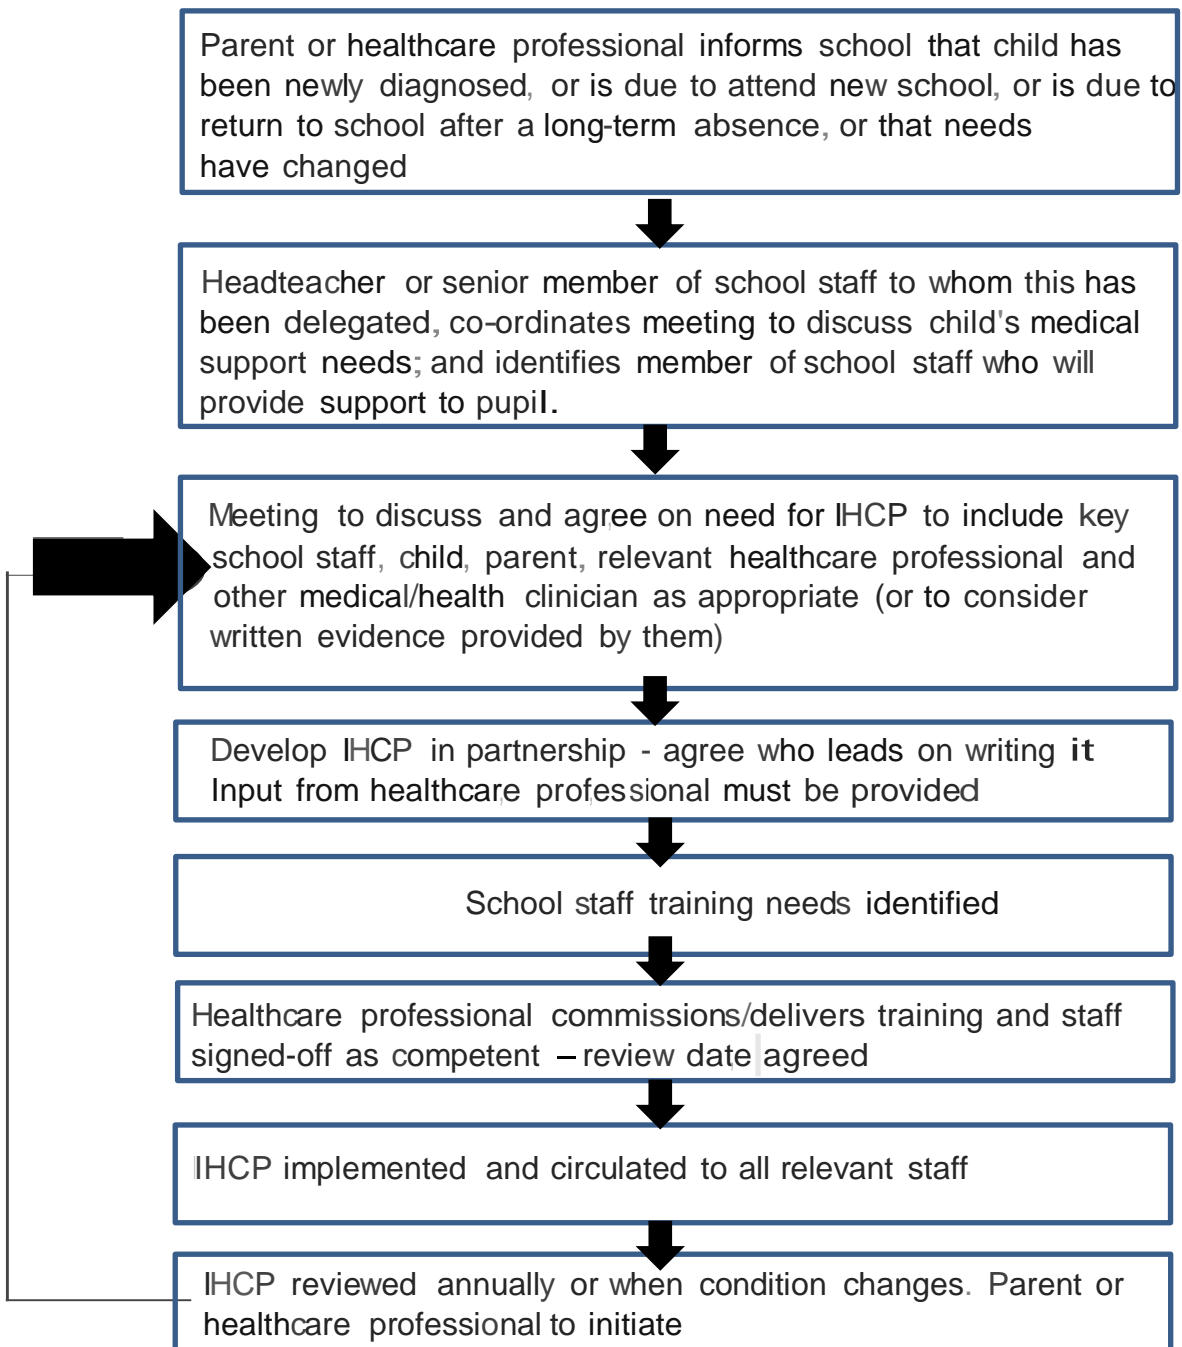 Parent or healthcare professional informs school that child has
been newly diagnosed, or is due to attend new school, or is due to
return to school after a long-term absence, or that needs
have changed
Headteacher or senior member of school staff to whom this has
been delegated, co-ordinates meeting to discuss child's medical
support needs; and identifies member of school staff who will
provide support to pupil.
Meeting to discuss and agree on need for IHCP to include key
school staff, child, parent, relevant healthcare professional and
other medical/health clinician as appropriate (or to consider
written evidence provided by them)
Develop IHCP in partnership - agree who leads on writing it
Input from healthcare professional must be provided
School staff training needs identified
Healthcare professional commissions/delivers training and staff
signed-off as competent – review date agreed
IHCP implemented and circulated to all relevant staff
IHCP reviewed annually or when condition changes. Parent or
healthcare professional to initiate